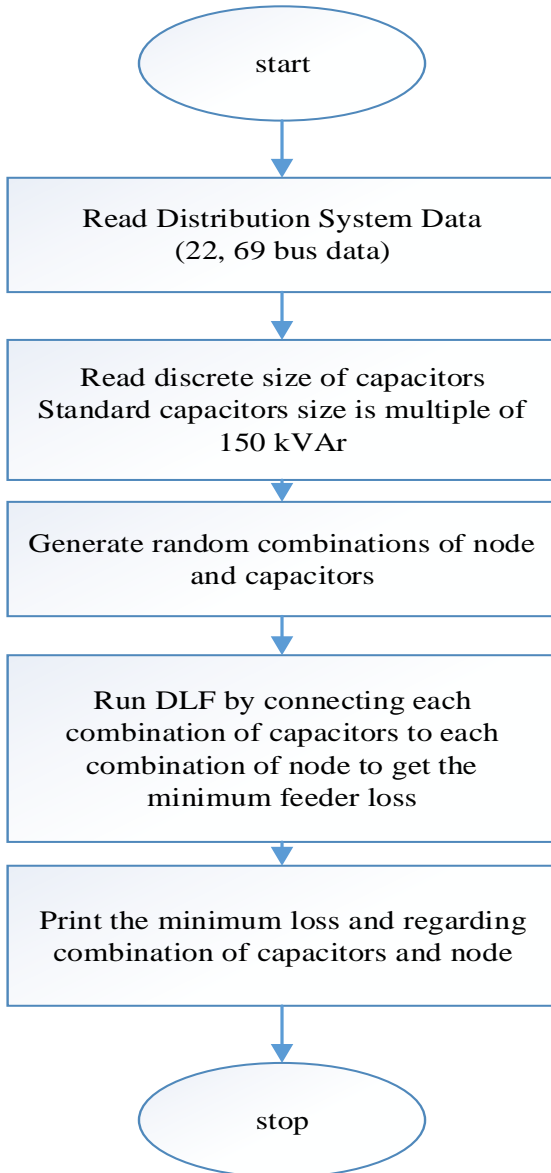 start
Read Distribution System Data
(22, 69 bus data)
Read discrete size of capacitors
Standard capacitors size is multiple of
150 kVAr
Generate random combinations of node
and capacitors
Run DLF by connecting each
combination of capacitors to each
combination of node to get the
minimum feeder loss
Print the minimum loss and regarding
combination of capacitors and node
stop